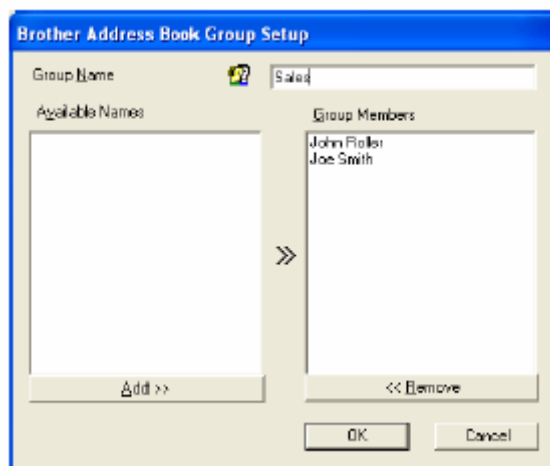 Brother Address Book Group Setup
Group Name
Sales
Available Names
Group Members
John Roller
Joe Smith
»
Add >>
<< Remove
OK
Cancel